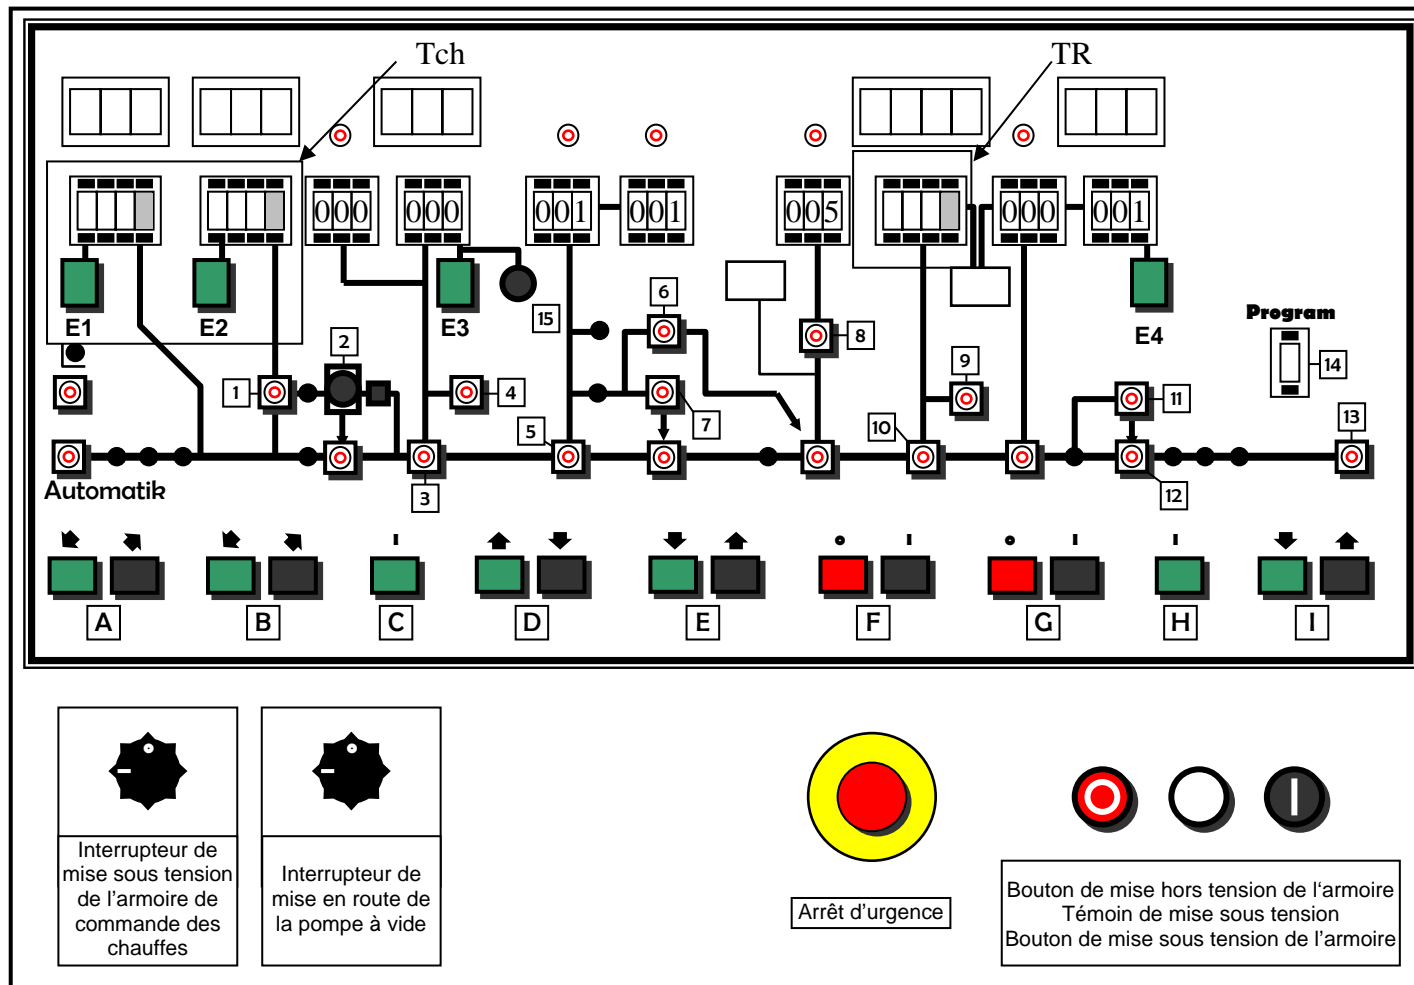 Tch
TR
000
000
001
001
005
000
001
E1
E2
E3
E4
15
6
8
Program
14
2
1
4
7
9
11
5
10
13
Automatik
3
12
A
B
C
D
E
F
G
H
I
Interrupteur de
mise sous tension
de l'armoire de
commande des
chauffes
Interrupteur de
mise en route de
la pompe à vide
Arrêt d'urgence
Bouton de mise hors tension de l'armoire
Témoin de mise sous tension
Bouton de mise sous tension de l'armoire